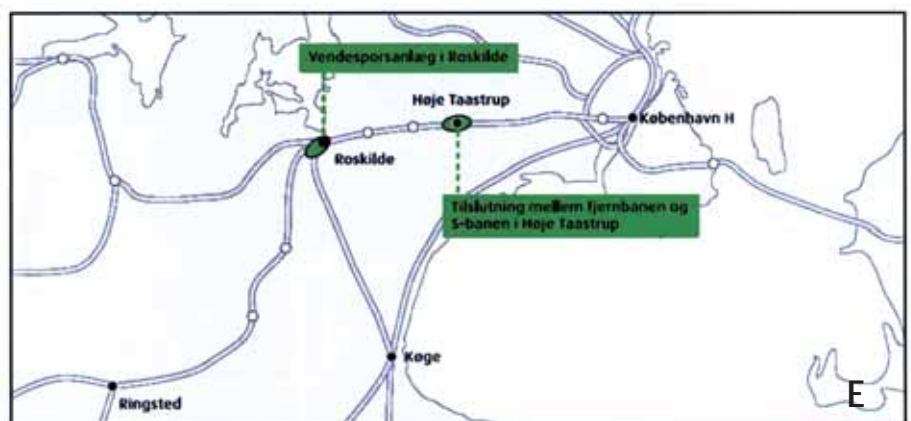 Vendesporsanlæg i Roskilde
Høje Taastrup
København H
Roskilde
Tilslutning mellem fjernbanen og
S-banen i Høje Taastrup
Køge
Ringsted
E